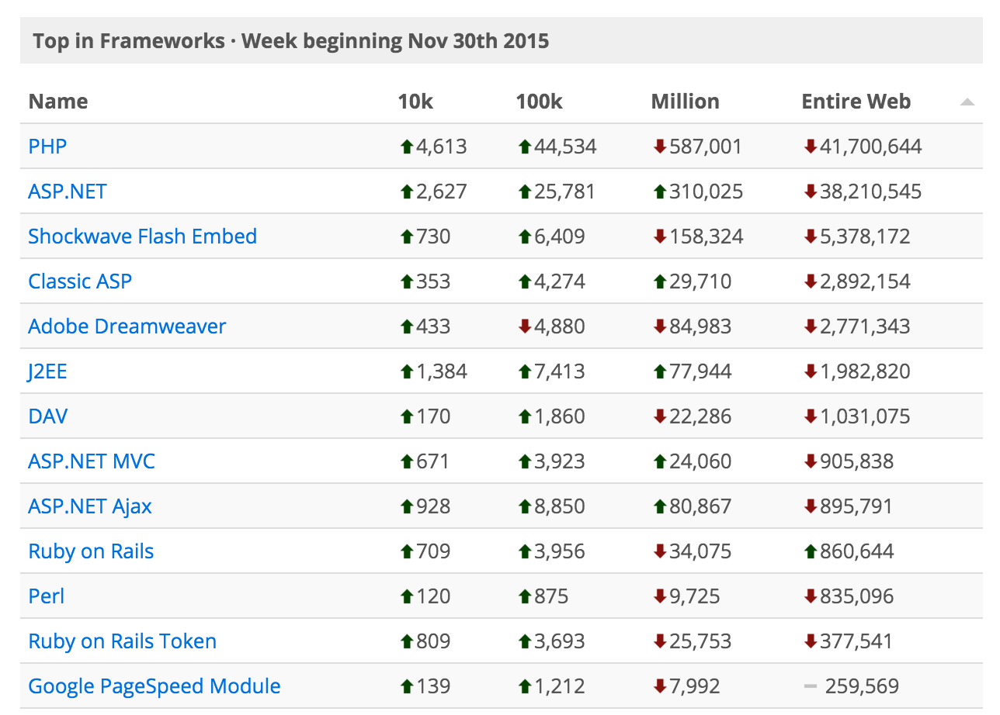 Top in Frameworks · Week beginning Nov 30th 2015
Name 10k 100k Million Entire Web
PHP 4,613 44,534 587,001 41,700,644
ASP.NET 2,627 25,781 310,025 38,210,545
Shockwave Flash Embed 730 6,409 158,324 5,378,172
Classic ASP 353 4,274 29,710 2,892,154
Adobe Dreamweaver 433 4,880 84,983 2,771,343
J2EE 1,384 7,413 77,944 1,982,820
DAV 170 1,860 22,286 1,031,075
ASP.NET MVC 671 3,923 24,060 905,838
ASP.NET Ajax 928 8,850 80,867 895,791
Ruby on Rails 709 3,956 34,075 860,644
Perl 120 875 9,725 835,096
Ruby on Rails Token 809 3,693 25,753 377,541
Google PageSpeed Module 139 1,212 7,992 259,569